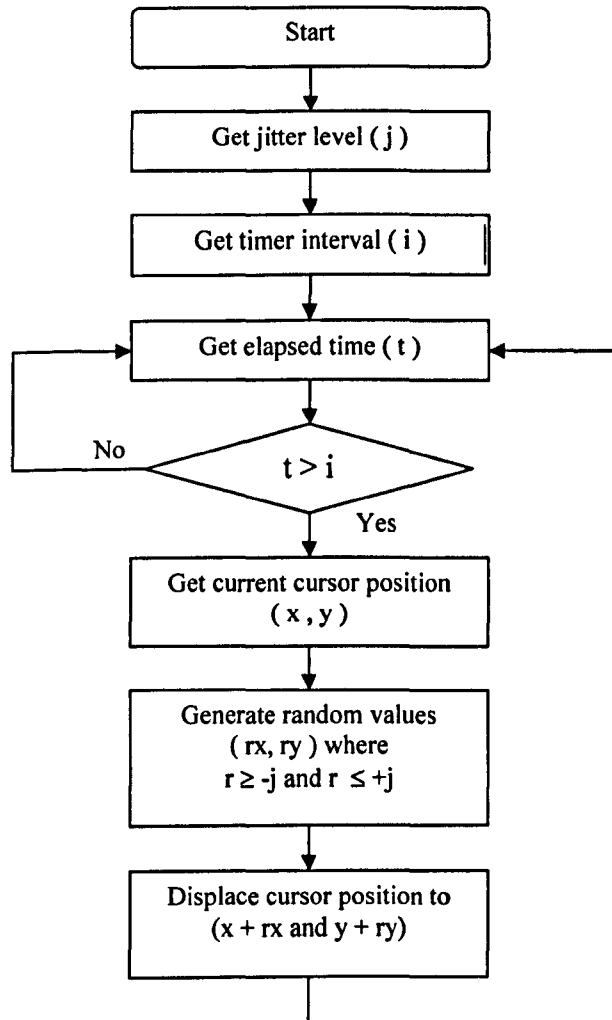 Start
Get jitter level ( j )
Get timer interval ( i )
Get elapsed time ( t )
No
t > i
Yes
Get current cursor position
( x , y )
Generate random values
( rx, ry ) where
r ≥ -j and r ≤ +j
Displace cursor position to
(x + rx and y + ry)